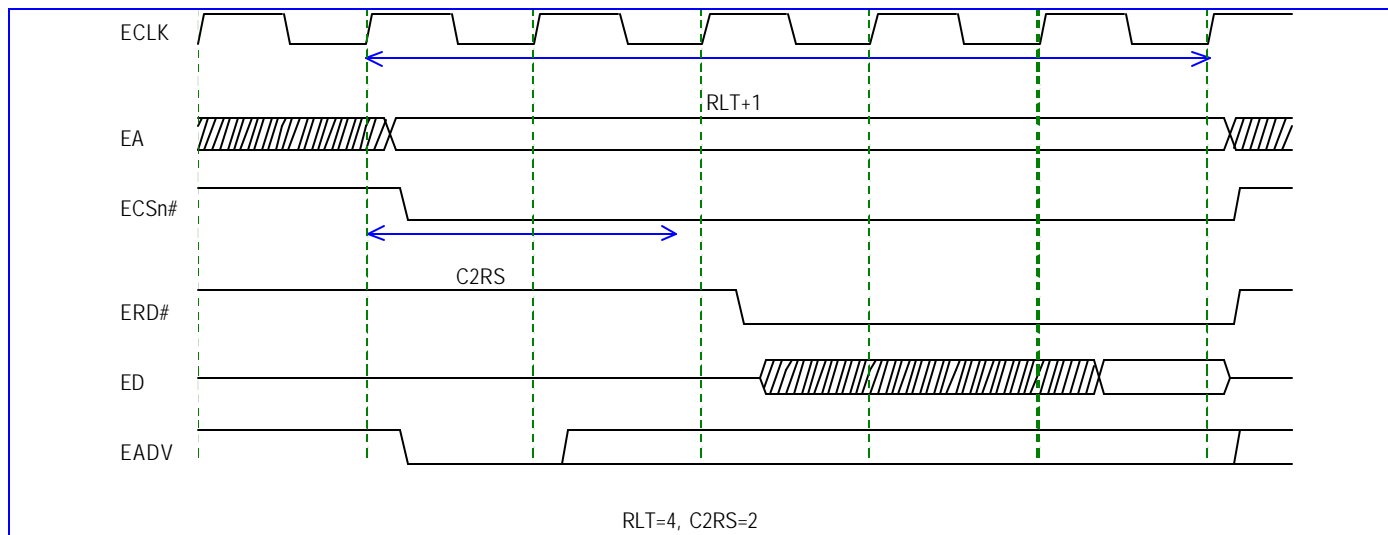 ECLK
RLT+1
EA
ECSn#
C2RS
ERD#
ED
EADV
RLT=4, C2RS=2